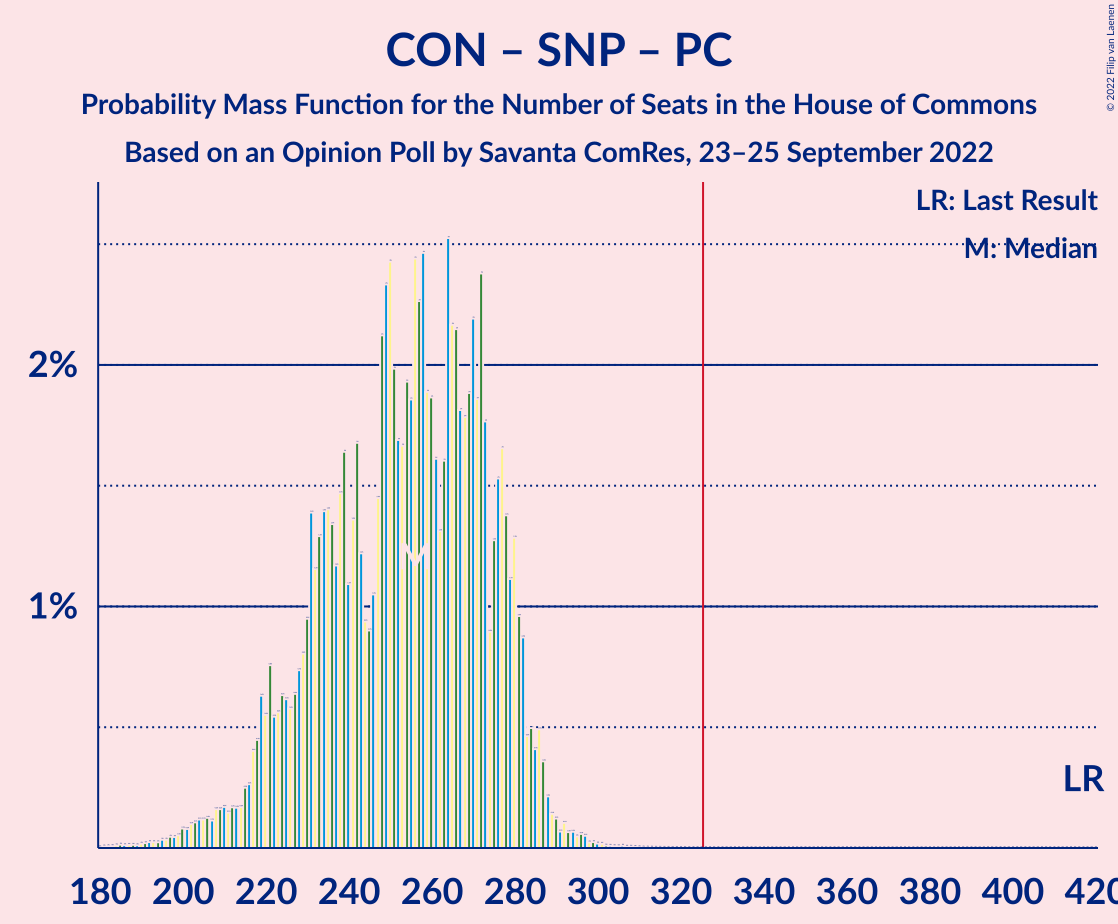 CON – SNP – PC
Probability Mass Function for the Number of Seats in the House of Commons
Based on an Opinion Poll by Savanta ComRes, 23–25 September 2022
© 2022 Filip van Laenen
LR: Last Result
M: Median
2%
1%
M
LR
180 200 220 240 260 280 300 320 340 360 380 400 420